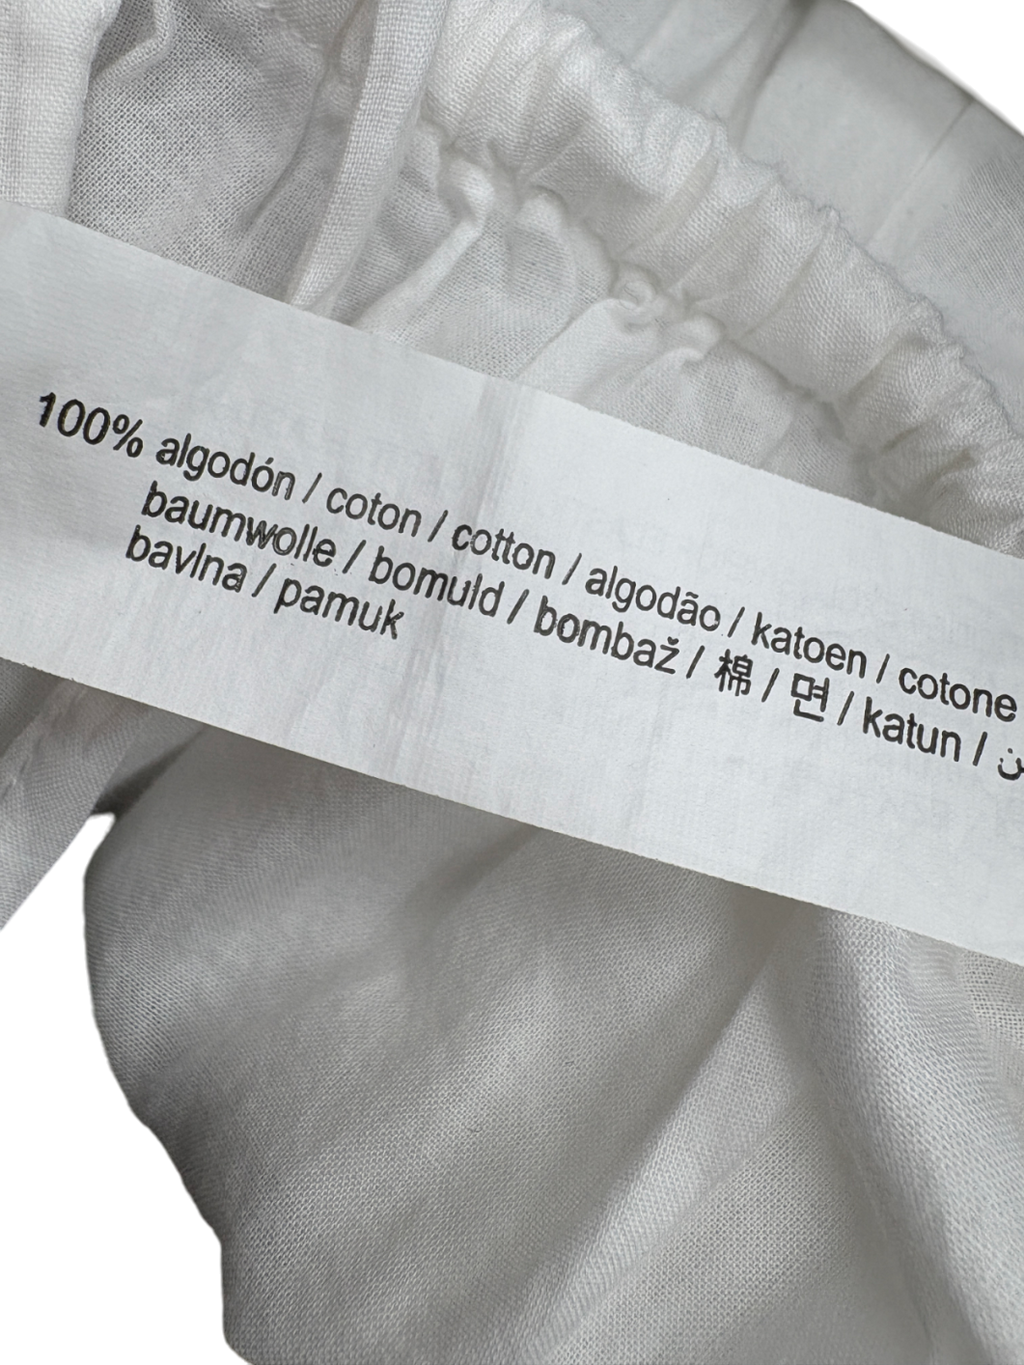 100% algodón / coton / cotton / algodão / katoen / cotone
baumwolle / bomuld / bombaž / 棉 / 면 / katun /
bavlna / pamuk